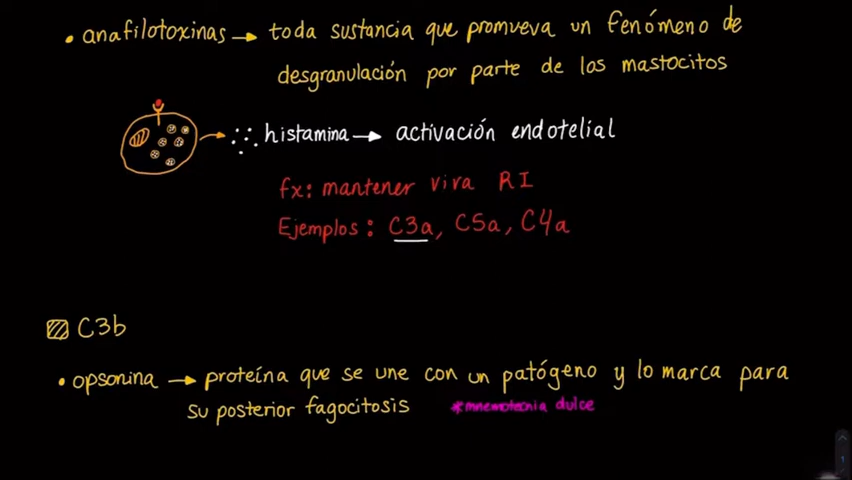 • anafilotoxinas → toda sustancia que promueva un fenómeno de
desgranulación por parte de los mastocitos
histamina → activación endotelial
fx: mantener viva RI
Ejemplos: C3a, C5a, C4a
C3b
• opsonina → proteína que se une con un patógeno y lo marca para
su posterior fagocitosis *mnemotecnia dulce
1